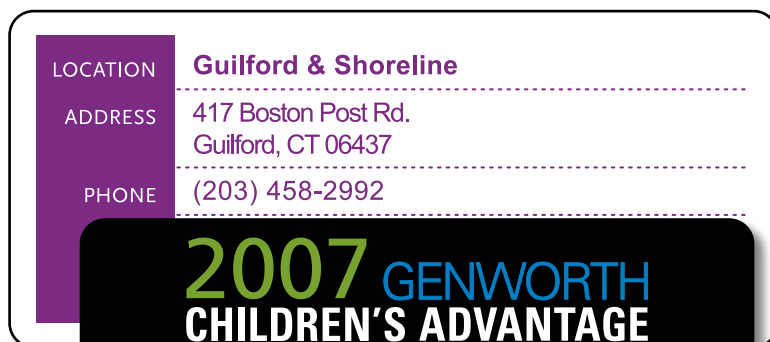 LOCATION Guilford & Shoreline
ADDRESS 417 Boston Post Rd.
Guilford, CT 06437
PHONE (203) 458-2992
2007 GENWORTH
CHILDREN'S ADVANTAGE